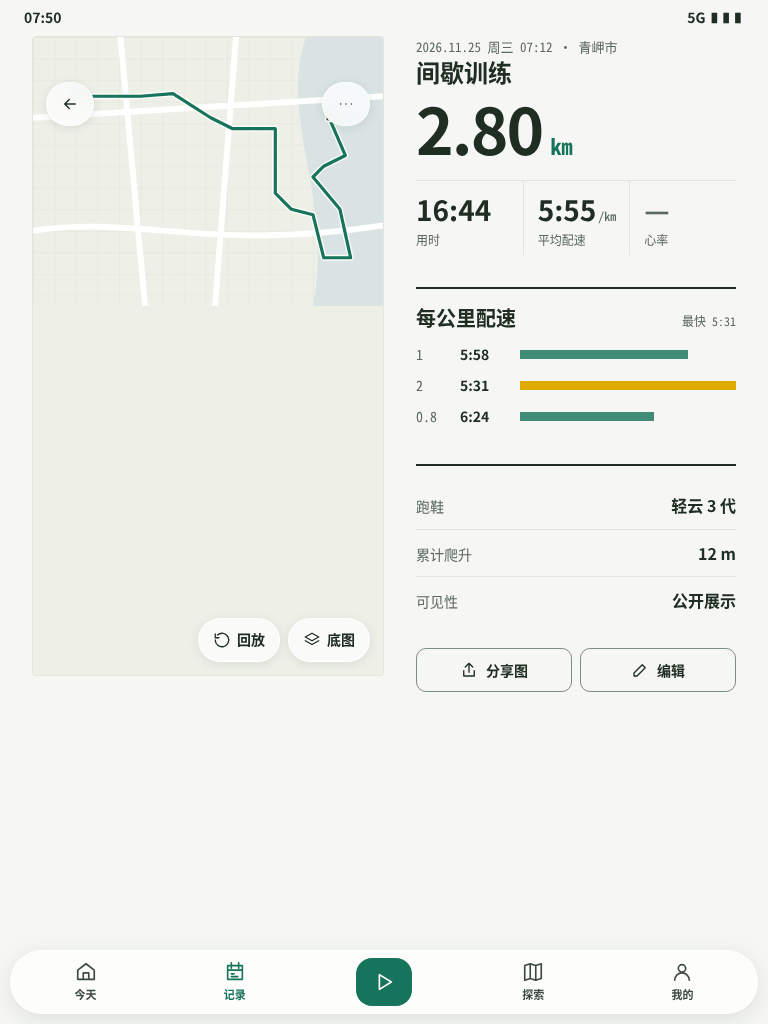 07:50
5G
2026.11.25 周三 07:12 · 青岬市
间歇训练
2.80 km
16:44
用时
5:55 /km
平均配速
—
心率
每公里配速
最快 5:31
1 5:58
2 5:31
0.8 6:24
跑鞋 轻云 3 代
累计爬升 12 m
可见性 公开展示
回放
底图
分享图
编辑
今天
记录
探索
我的